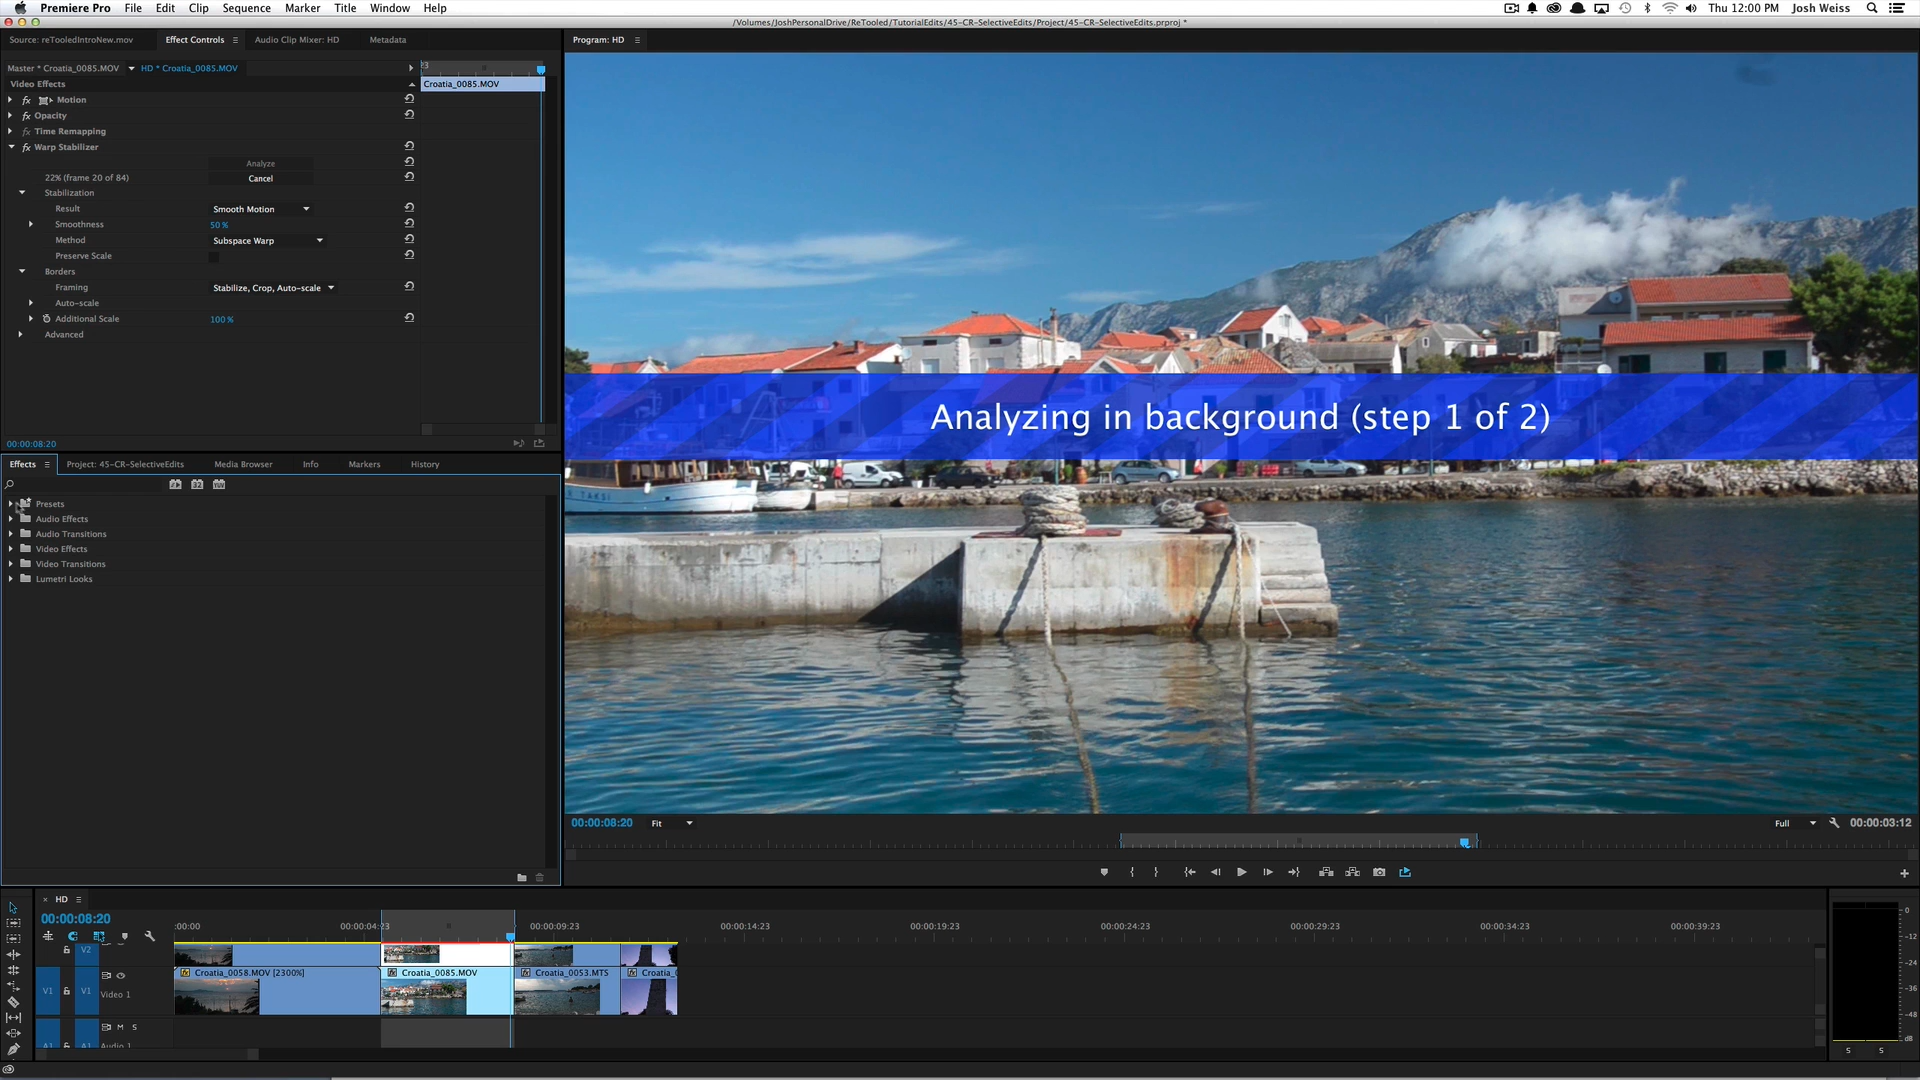 Premiere Pro File Edit Clip Sequence Marker Title Window Help Thu 12:00 PM Josh Weiss
/Volumes/JoshPersonalDrive/ReTooled/TutorialEdits/45-CR-SelectiveEdits/Project/45-CR-SelectiveEdits.prproj *
Source: reTooledIntroNew.mov Effect Controls Audio Clip Mixer: HD Metadata Program: HD
Master * Croatia_0085.MOV HD * Croatia_0085.MOV
Video Effects Croatia_0085.MOV
fx Motion
fx Opacity
fx Time Remapping
fx Warp Stabilizer
Analyze
22% (frame 20 of 84) Cancel
Stabilization
Result Smooth Motion
Smoothness 50 %
Method Subspace Warp
Preserve Scale
Borders
Framing Stabilize, Crop, Auto-scale
Auto-scale
Additional Scale 100 %
Advanced
Analyzing in background (step 1 of 2)
00:00:08:20
Effects Project: 45-CR-SelectiveEdits Media Browser Info Markers History
Presets
Audio Effects
Audio Transitions
Video Effects
Video Transitions
Lumetri Looks
TAKSI
00:00:08:20 Fit Full 00:00:03:12
× HD
00:00:08:20
:00:00 00:00:04:23 00:00:09:23 00:00:14:23 00:00:19:23 00:00:24:23 00:00:29:23 00:00:34:23 00:00:39:23
V2
Croatia_0058.MOV [2300%] Croatia_0085.MOV Croatia_0053.MTS Croatia_0
V1 V1 Video 1
M S
A1 A1 Audio 1
0
-12
-24
-36
-48
dB
S S